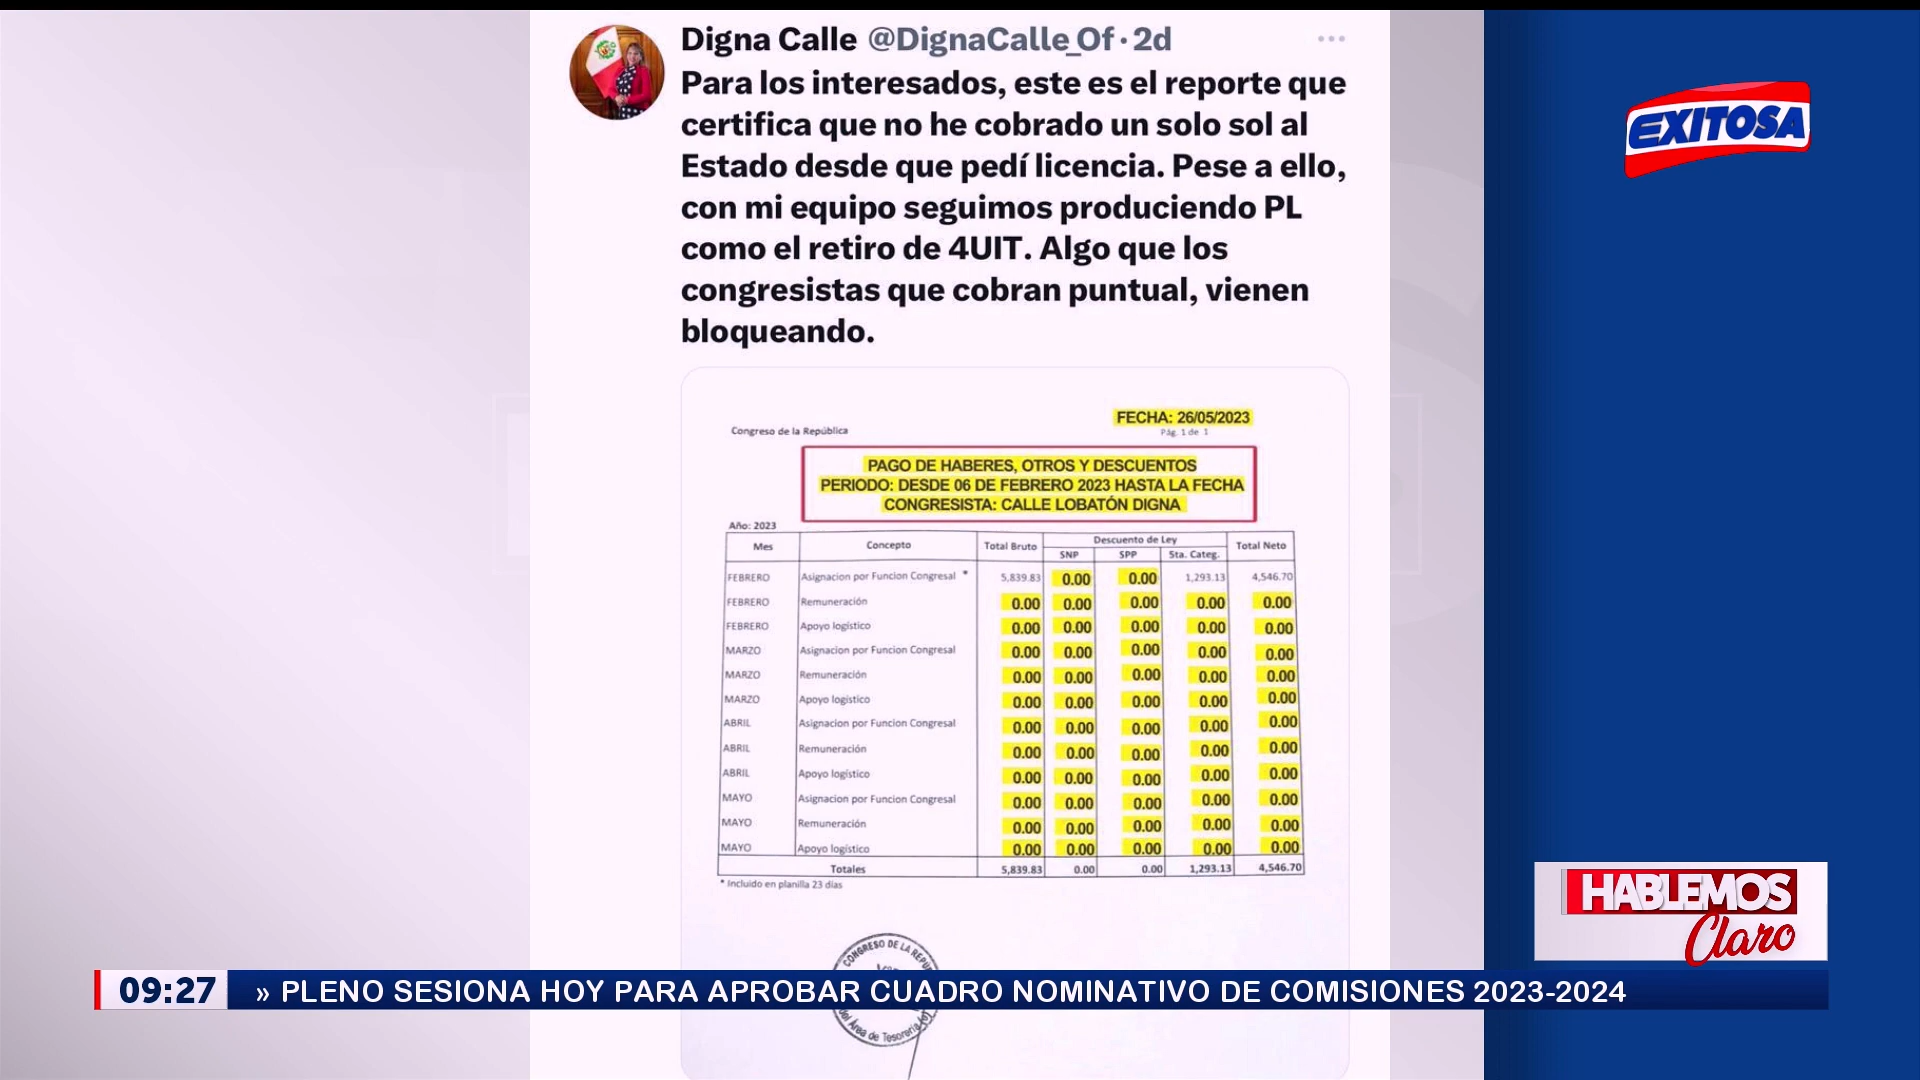 Digna Calle @DignaCalle_Of · 2d
Para los interesados, este es el reporte que
certifica que no he cobrado un solo sol al
Estado desde que pedí licencia. Pese a ello,
con mi equipo seguimos produciendo PL
como el retiro de 4UIT. Algo que los
congresistas que cobran puntual, vienen
bloqueando.
EXITOSA
FECHA: 26/05/2023
Congreso de la República
Pág. 1 de 1
PAGO DE HABERES, OTROS Y DESCUENTOS
PERIODO: DESDE 06 DE FEBRERO 2023 HASTA LA FECHA
CONGRESISTA: CALLE LOBATÓN DIGNA
Año: 2023
Mes Concepto Total Bruto Descuento de Ley Total Neto
SNP SPP 5ta. Categ.
FEBRERO Asignacion por Funcion Congresal * 5,839.83 0.00 0.00 1,293.13 4,546.70
FEBRERO Remuneración 0.00 0.00 0.00 0.00 0.00
FEBRERO Apoyo logístico 0.00 0.00 0.00 0.00 0.00
MARZO Asignacion por Funcion Congresal 0.00 0.00 0.00 0.00 0.00
MARZO Remuneración 0.00 0.00 0.00 0.00 0.00
MARZO Apoyo logístico 0.00 0.00 0.00 0.00 0.00
ABRIL Asignacion por Funcion Congresal 0.00 0.00 0.00 0.00 0.00
ABRIL Remuneración 0.00 0.00 0.00 0.00 0.00
ABRIL Apoyo logístico 0.00 0.00 0.00 0.00 0.00
MAYO Asignacion por Funcion Congresal 0.00 0.00 0.00 0.00 0.00
MAYO Remuneración 0.00 0.00 0.00 0.00 0.00
MAYO Apoyo logístico 0.00 0.00 0.00 0.00 0.00
Totales 5,839.83 0.00 0.00 1,293.13 4,546.70
* Incluido en planilla 23 días
CONGRESO DE LA
del Área de Tesorería
HABLEMOS
Claro
09:27 » PLENO SESIONA HOY PARA APROBAR CUADRO NOMINATIVO DE COMISIONES 2023-2024